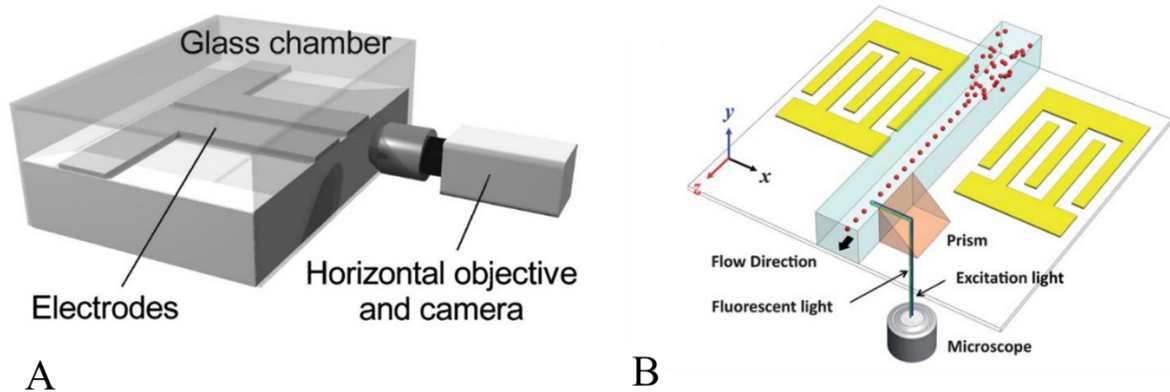 Glass chamber
Electrodes
Horizontal objective
and camera
A
y
x
z
Prism
Flow Direction
Excitation light
Fluorescent light
Microscope
B